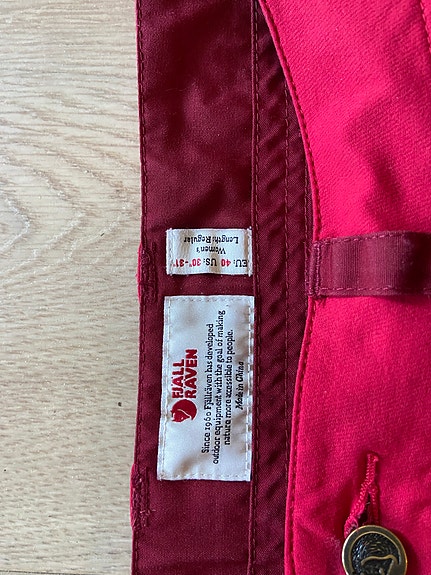 EU: 40 US: 30"-31"
Women's
Length: Regular
FJÄLL
RÄVEN
Since 1960 Fjällräven has developed
outdoor equipment with the goal of making
nature more accessible to people.
Made in China